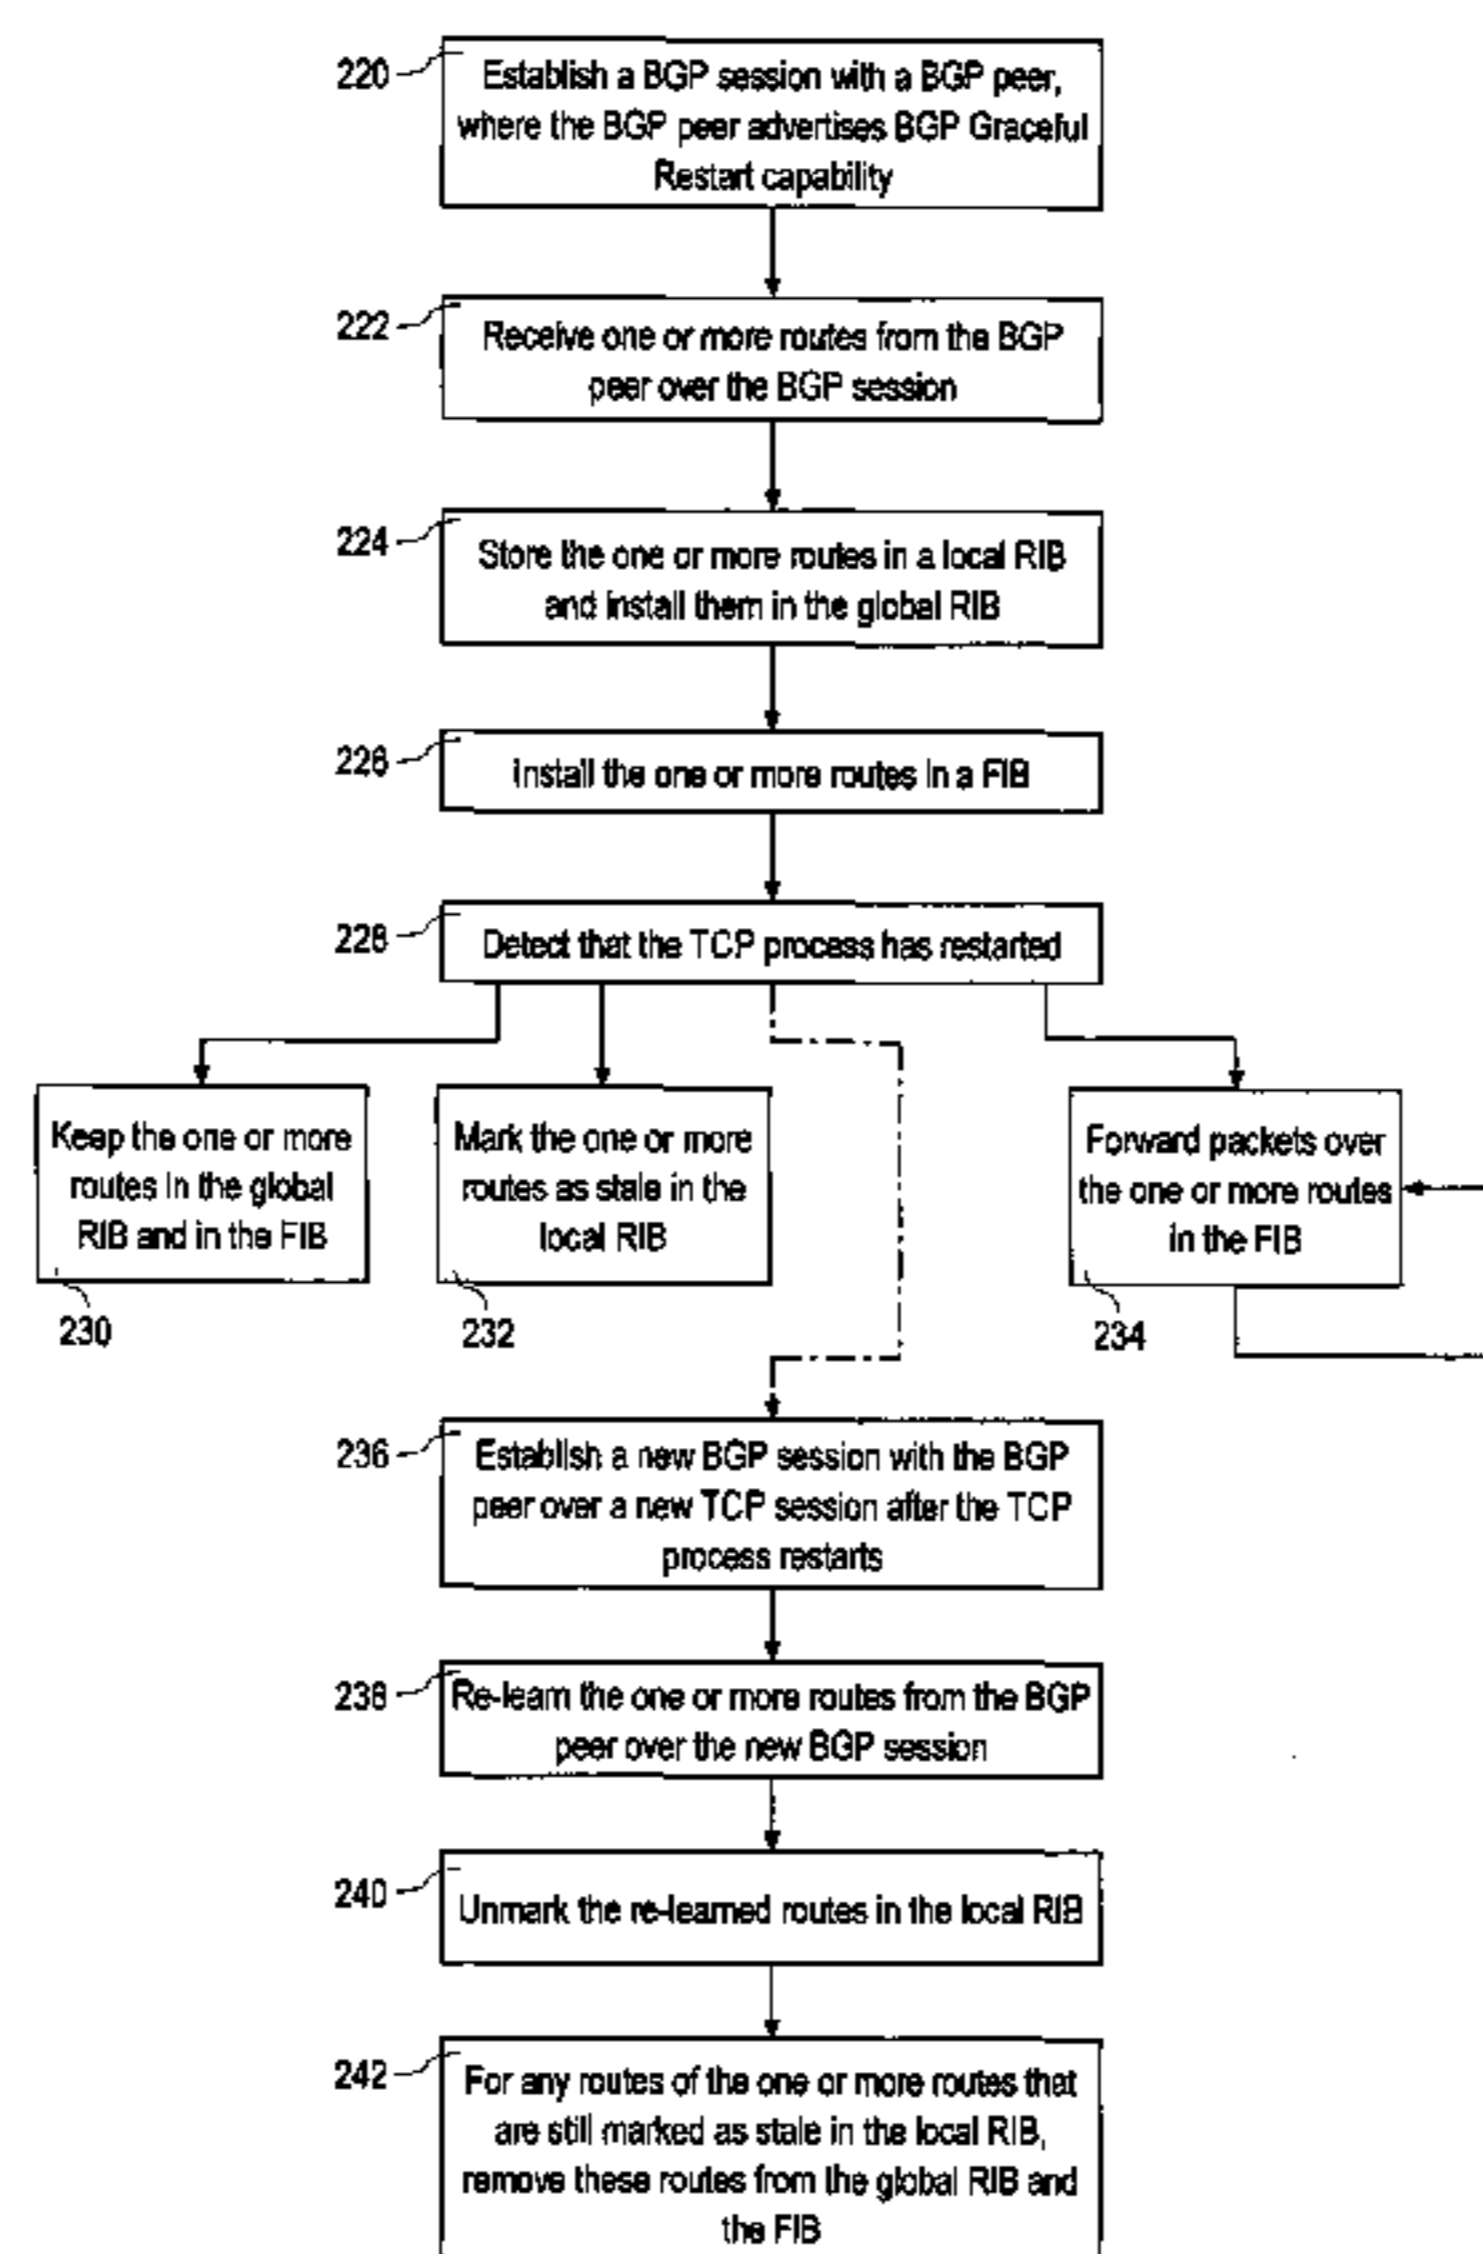 220
Establish a BGP session with a BGP peer,
where the BGP peer advertises BGP Graceful
Restart capability
222
Receive one or more routes from the BGP
peer over the BGP session
224
Store the one or more routes in a local RIB
and install them in the global RIB
226
Install the one or more routes in a FIB
228
Detect that the TCP process has restarted
Keep the one or more
routes in the global
RIB and in the FIB
230
Mark the one or more
routes as stale in the
local RIB
232
Forward packets over
the one or more routes
in the FIB
234
236
Establish a new BGP session with the BGP
peer over a new TCP session after the TCP
process restarts
238
Re-learn the one or more routes from the BGP
peer over the new BGP session
240
Unmark the re-learned routes in the local RIB
242
For any routes of the one or more routes that
are still marked as stale in the local RIB,
remove these routes from the global RIB and
the FIB